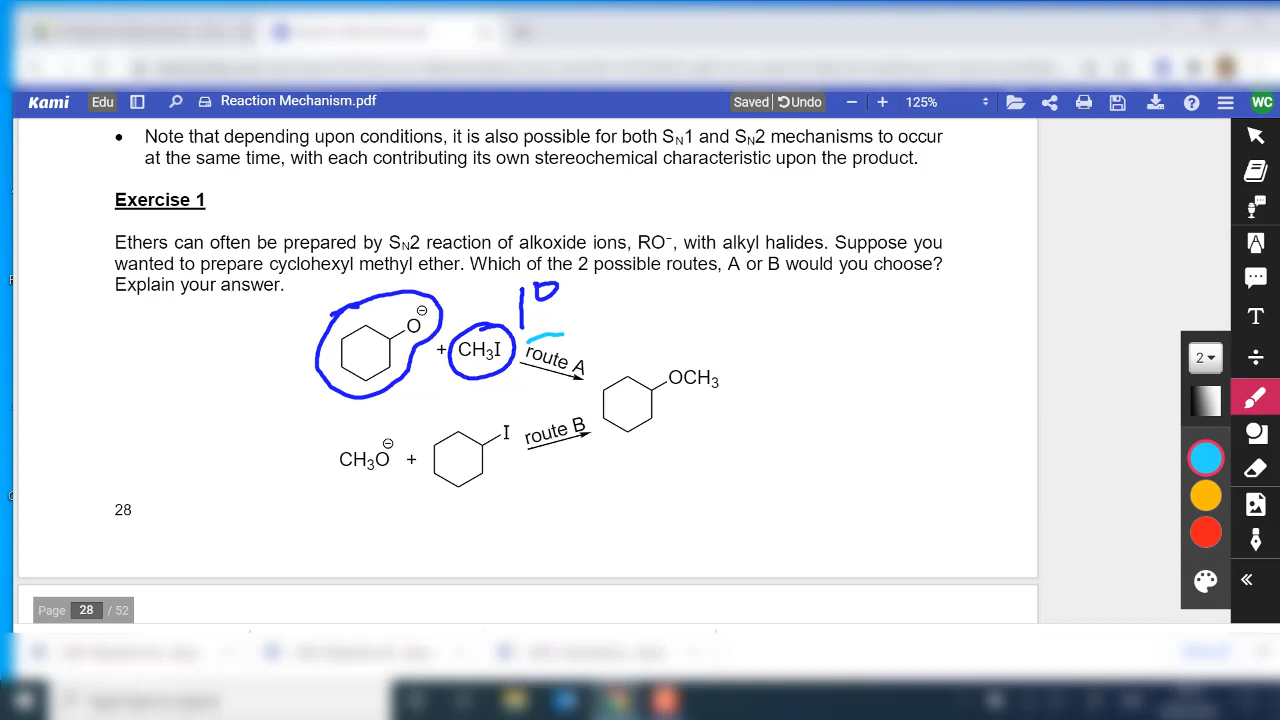 Kami Edu Reaction Mechanism.pdf Saved Undo 125% WC
• Note that depending upon conditions, it is also possible for both SN1 and SN2 mechanisms to occur
at the same time, with each contributing its own stereochemical characteristic upon the product.
Exercise 1
Ethers can often be prepared by SN2 reaction of alkoxide ions, RO⁻, with alkyl halides. Suppose you
wanted to prepare cyclohexyl methyl ether. Which of the 2 possible routes, A or B would you choose?
Explain your answer.
1°
O⊖
+ CH3I route A
OCH3
I route B
CH3O⊖ +
28
Page 28 / 52
2